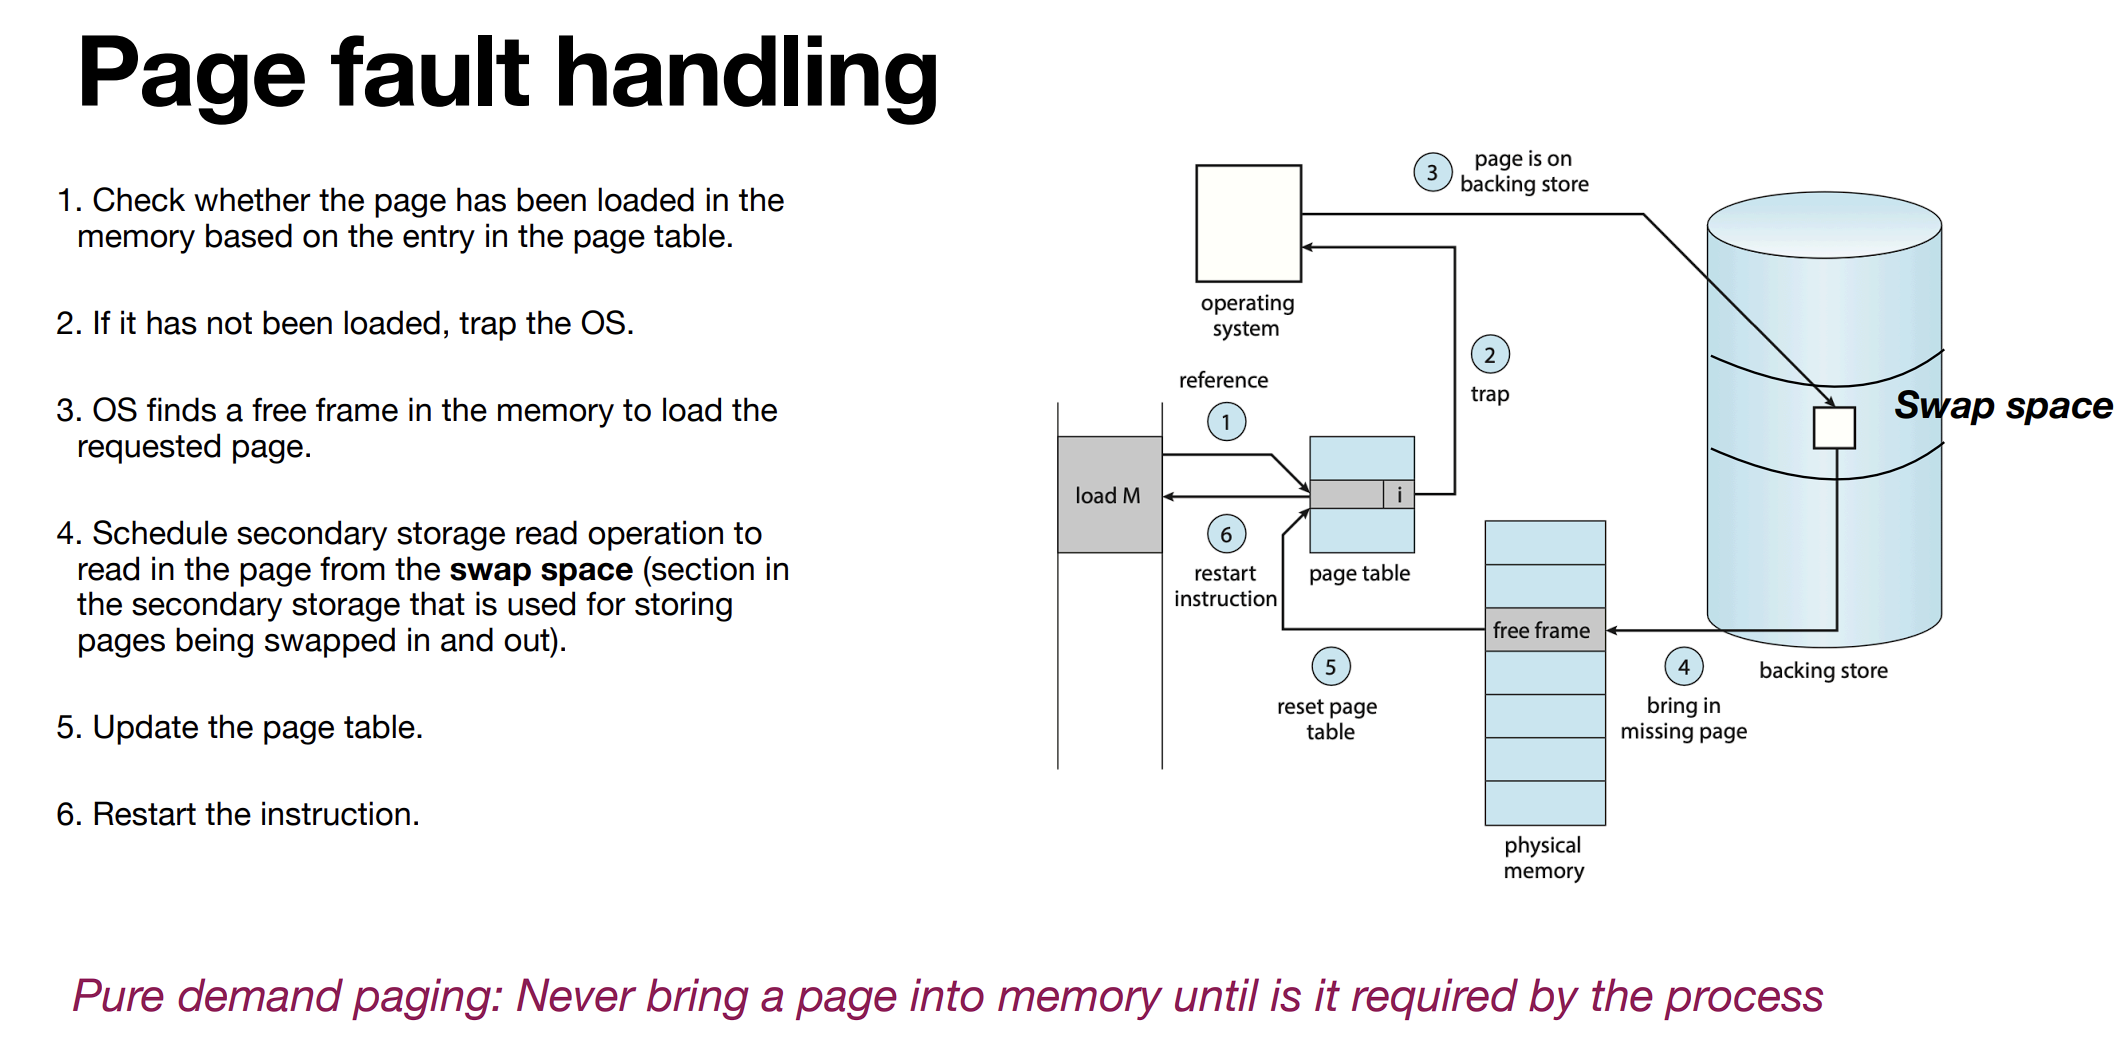 Page fault handling
1. Check whether the page has been loaded in the
memory based on the entry in the page table.
2. If it has not been loaded, trap the OS.
3. OS finds a free frame in the memory to load the
requested page.
4. Schedule secondary storage read operation to
read in the page from the swap space (section in
the secondary storage that is used for storing
pages being swapped in and out).
5. Update the page table.
6. Restart the instruction.
3
page is on
backing store
operating
system
2
trap
reference
1
load M
i
6
restart
instruction
page table
Swap space
free frame
5
reset page
table
4
bring in
missing page
backing store
physical
memory
Pure demand paging: Never bring a page into memory until is it required by the process